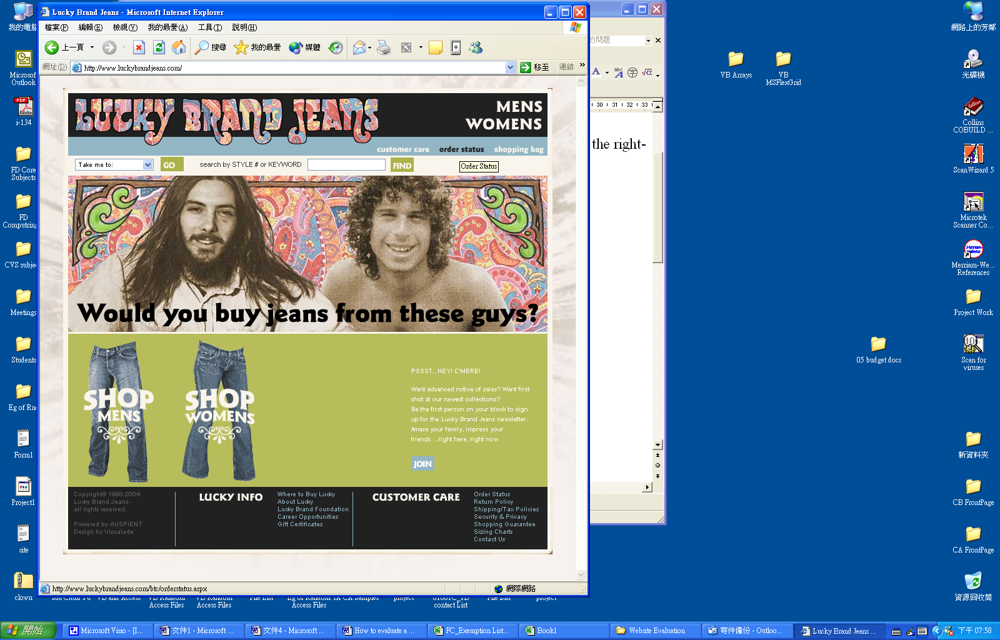 Lucky Brand Jeans - Microsoft Internet Explorer
檔案(F) 編輯(E) 檢視(V) 我的最愛(A) 工具(T) 說明(H)
上一頁 搜尋 我的最愛 媒體
網址(D) http://www.luckybrandjeans.com/ 移至 連結 »
LUCKY BRAND JEANS
MENS
WOMENS
customer care order status shopping bag
Take me to: GO search by STYLE # or KEYWORD FIND
Order Status
Would you buy jeans from these guys?
SHOP
MENS
SHOP
WOMENS
PSSST...HEY! C'MERE!
Want advanced notice of sales? Want first
shot at our newest collections?
Be the first person on your block to sign
up for the Lucky Brand Jeans newsletter.
Amaze your family, impress your
friends ...right here, right now.
JOIN
Copyright© 1998-2004
Lucky Brand Jeans -
all rights reserved.
Powered by AUSPIENT
Design by Visualade
LUCKY INFO
Where to Buy Lucky
About Lucky
Lucky Brand Foundation
Career Opportunities
Gift Certificates
CUSTOMER CARE
Order Status
Return Policy
Shipping/Tax Policies
Security & Privacy
Shopping Guarantee
Sizing Charts
Contact Us
http://www.luckybrandjeans.com/btc/orderstatus.aspx
網際網路
的問題
30 31 32 33
the right-
我的電腦
Microsoft
Outlook
PDF
Adobe
i-134
FD Core
Subjects
FD
Computring
CVS subje
Meetings
Students
Eg of Rn
Form1
Project1
site
clown
VB and Access
VB Random
Access Files
VB Random
Access Files
File List
Eg of Random
Access Files
CA Samples
project
contact List
File List
project
VB Arrays
VB
MSFlexGrid
05 budget docs
網路上的芳鄰
光碟機
Collins
COBUILD ...
ScanWizard 5
Microtek
Scanner Co...
Merriam-We...
References
Project Work
Scan for
viruses
新資料夾
CB FrontPage
CA FrontPage
資源回收筒
開始
Microsoft Visio - [I...
文件1 - Microsoft ...
文件4 - Microsoft ...
How to evaluate a ...
FC_Exemption List...
Book1
Website Evaluation
寄件備份 - Outloo...
Lucky Brand Jeans ...
下午 07:58